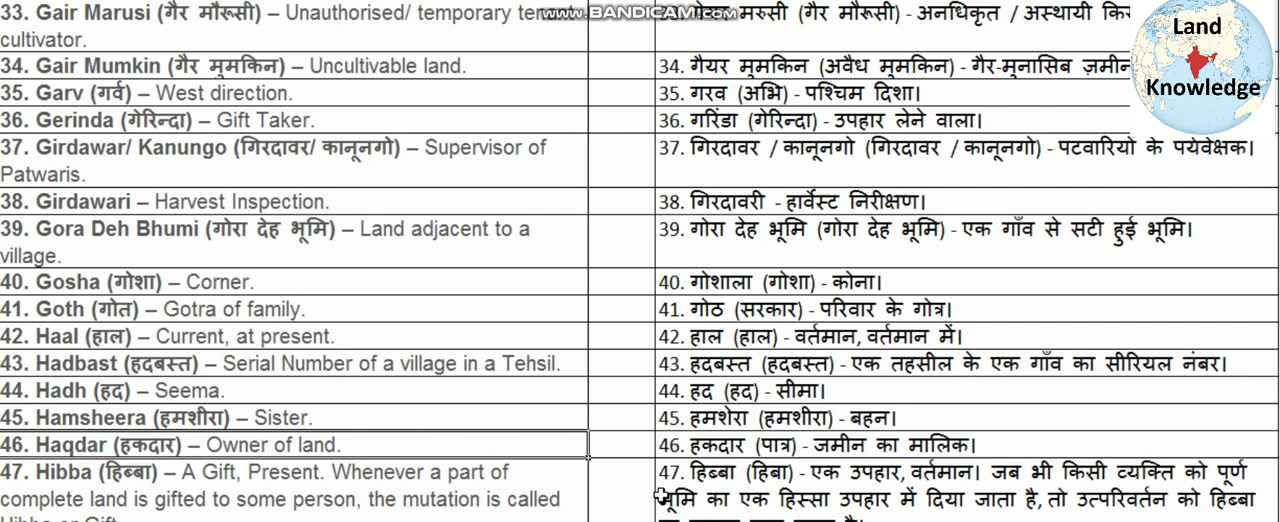 33. Gair Marusi (गैर मौरूसी) – Unauthorised/ temporary
cultivator.
34. Gair Mumkin (गैर मुमकिन) – Uncultivable land.
35. Garv (गर्व) – West direction.
36. Gerinda (गेरिन्दा) – Gift Taker.
37. Girdawar/ Kanungo (गिरदावर/ कानूनगो) – Supervisor of
Patwaris.
38. Girdawari – Harvest Inspection.
39. Gora Deh Bhumi (गोरा देह भूमि) – Land adjacent to a
village.
40. Gosha (गोशा) – Corner.
41. Goth (गोत) – Gotra of family.
42. Haal (हाल) – Current, at present.
43. Hadbast (हदबस्त) – Serial Number of a village in a Tehsil.
44. Hadh (हद) – Seema.
45. Hamsheera (हमशीरा) – Sister.
46. Haqdar (हकदार) – Owner of land.
47. Hibba (हिब्बा) – A Gift, Present. Whenever a part of
complete land is gifted to some person, the mutation is called
www.BANDICAM.com
मरुसी (गैर मौरूसी) - अनधिकृत / अस्थायी
34. गैयर मुमकिन (अवैध मुमकिन) - गैर-मुनासिब ज़मीन
35. गरव (अभि) - पश्चिम दिशा।
36. गरिंडा (गेरिन्दा) - उपहार लेने वाला।
37. गिरदावर / कानूनगो (गिरदावर / कानूनगो) - पटवारियों के पर्यवेक्षक।
38. गिरदावरी - हार्वेस्ट निरीक्षण।
39. गोरा देह भूमि (गोरा देह भूमि) - एक गाँव से सटी हुई भूमि।
40. गोशाला (गोशा) - कोना।
41. गोठ (सरकार) - परिवार के गोत्र।
42. हाल (हाल) - वर्तमान, वर्तमान में।
43. हदबस्त (हदबस्त) - एक तहसील के एक गाँव का सीरियल नंबर।
44. हद (हद) - सीमा।
45. हमशेरा (हमशीरा) - बहन।
46. हकदार (पात्र) - जमीन का मालिक।
47. हिब्बा (हिबा) - एक उपहार, वर्तमान। जब भी किसी व्यक्ति को पूर्ण
भूमि का एक हिस्सा उपहार में दिया जाता है, तो उत्परिवर्तन को हिब्बा
Land
Knowledge